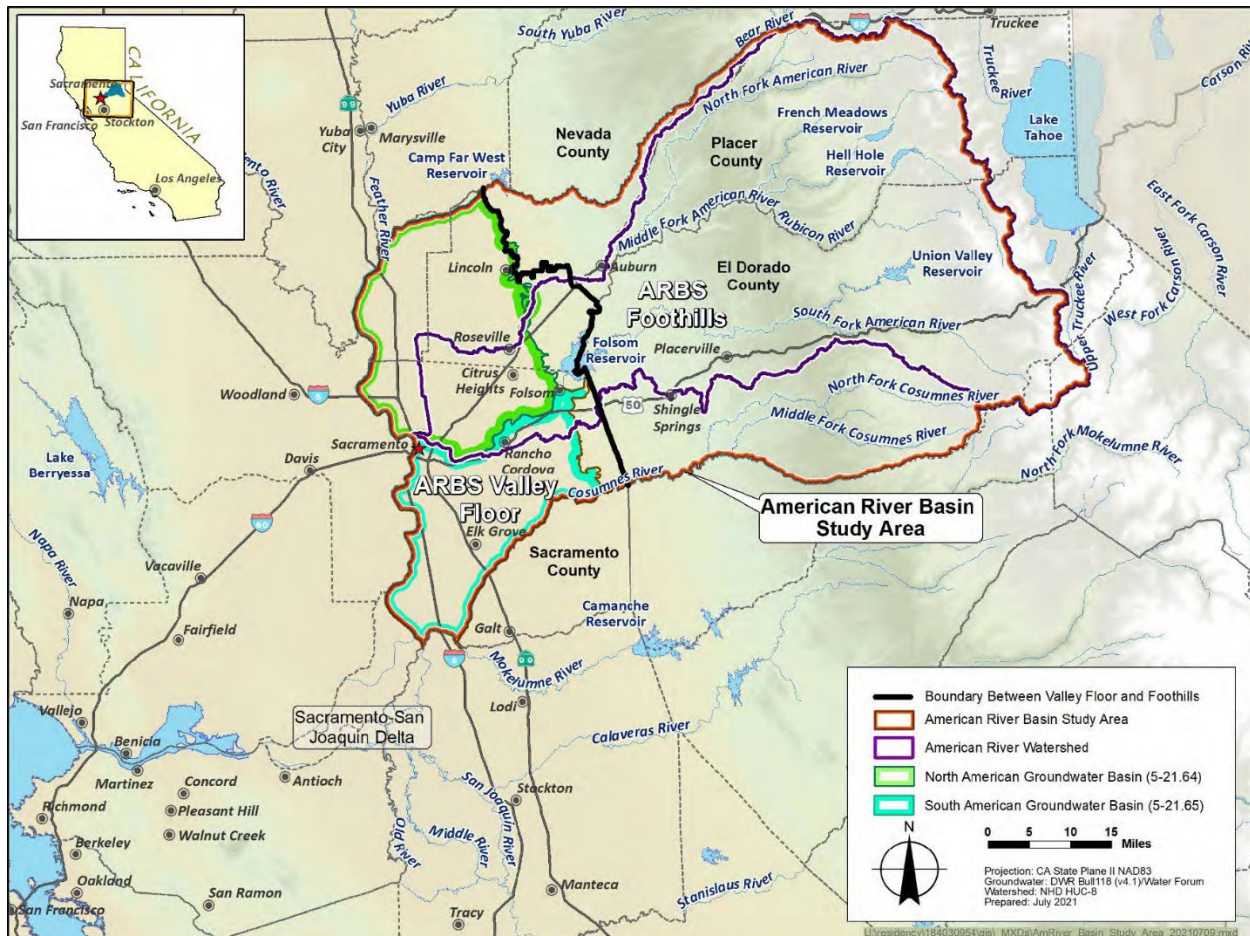 CALIFORNIA
Sacramento
San Francisco
Stockton
Los Angeles
South Yuba River
Bear River
80
Truckee
Truckee River
Carson River
Yuba River
North Fork American River
99
Yuba City
Marysville
Nevada County
Placer County
French Meadows Reservoir
Hell Hole Reservoir
Lake Tahoe
Camp Far West Reservoir
Feather River
Middle Fork American River
Rubicon River
East Fork Carson River
Lincoln
Auburn
El Dorado County
Union Valley Reservoir
Upper Truckee River
West Fork Carson River
ARBS Foothills
South Fork American River
Roseville
Folsom Reservoir
Placerville
Citrus Heights
Woodland
5
Folsom
50
Shingle Springs
North Fork Cosumnes River
Middle Fork Cosumnes River
Sacramento
Rancho Cordova
North Fork Mokelumne River
Lake Berryessa
Davis
ARBS Valley Floor
Cosumnes River
American River Basin Study Area
80
Elk Grove
Sacramento County
Napa River
Vacaville
Napa
Fairfield
Camanche Reservoir
Galt
5
99
Mokelumne River
Lodi
Sacramento-San Joaquin Delta
Calaveras River
Vallejo
Benicia
Martinez
Concord
Antioch
Richmond
Pleasant Hill
Walnut Creek
San Joaquin River
Stockton
Old River
Middle River
Berkeley
Oakland
San Francisco
San Ramon
Manteca
Stanislaus River
Tracy
Boundary Between Valley Floor and Foothills
American River Basin Study Area
American River Watershed
North American Groundwater Basin (5-21.64)
South American Groundwater Basin (5-21.65)
N
0 5 10 15
Miles
Projection: CA State Plane II NAD83
Groundwater: DWR Bull118 (v4.1)/Water Forum
Watershed: NHD HUC-8
Prepared: July 2021